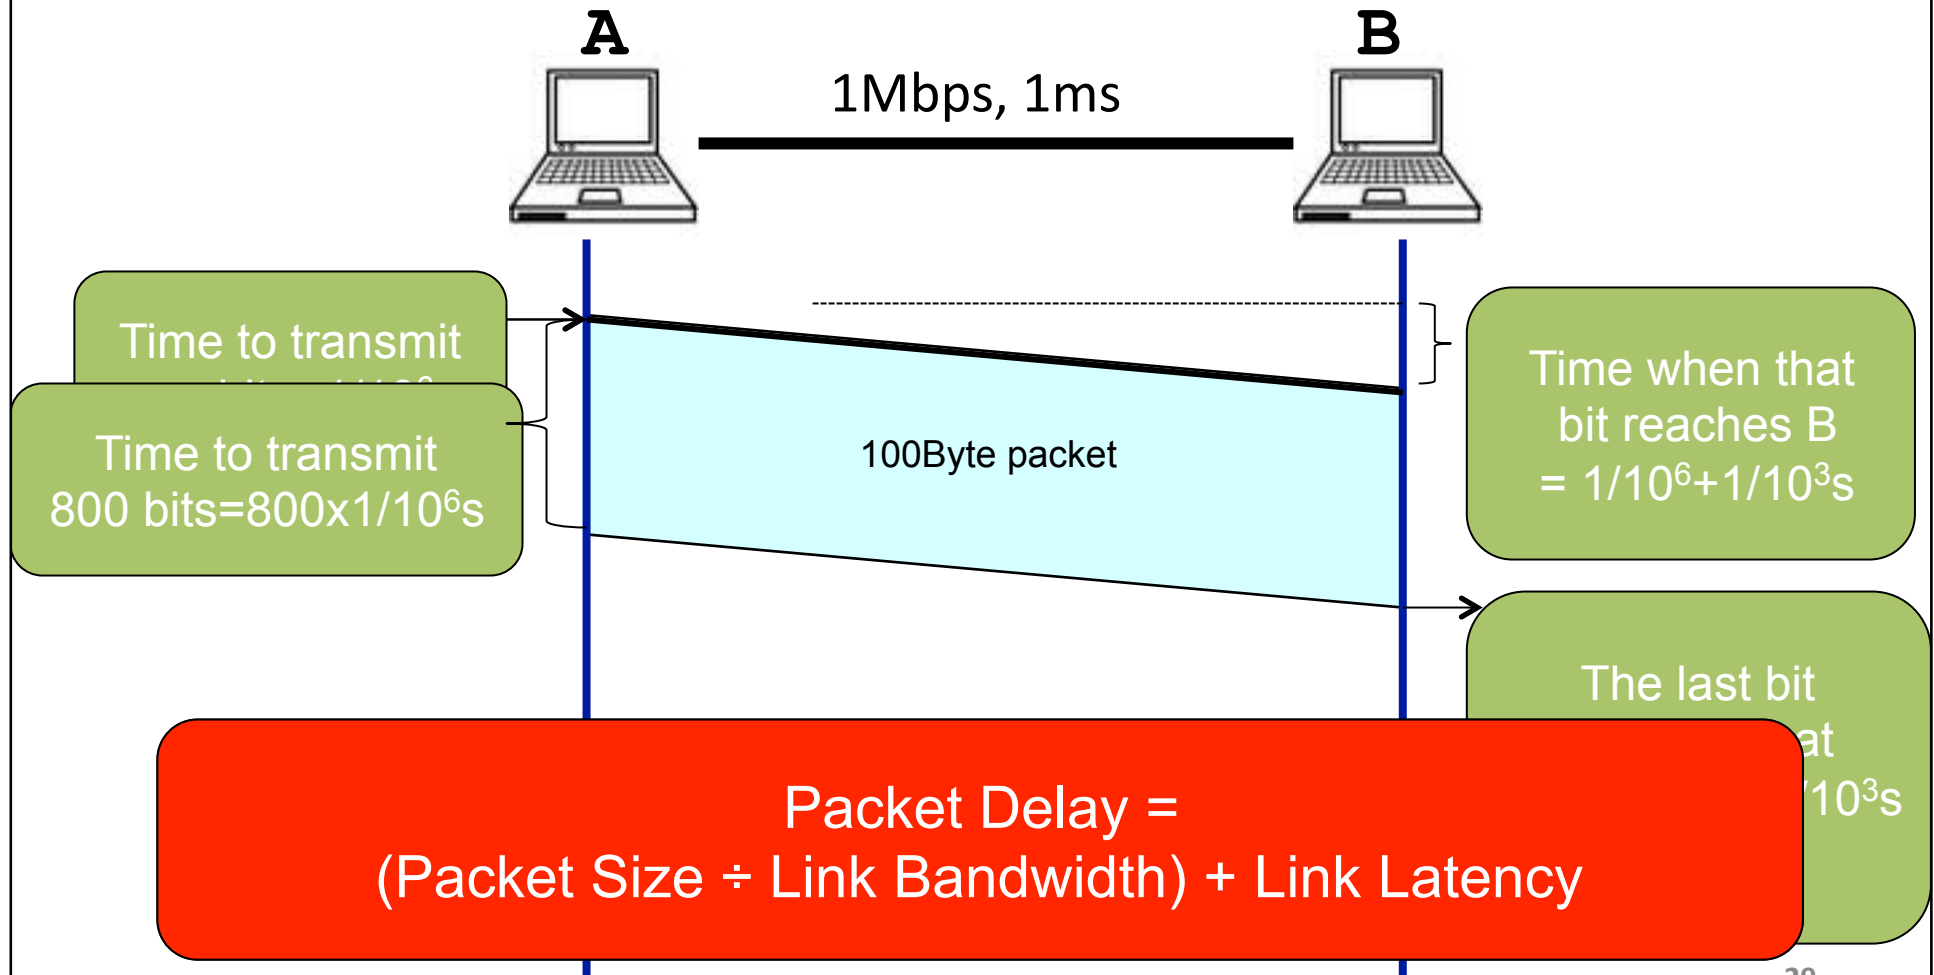 A
B
1Mbps, 1ms
Time to transmit
Time to transmit
800 bits=800x1/10⁶s
100Byte packet
Time when that
bit reaches B
= 1/10⁶+1/10³s
The last bit
at
/10³s
Packet Delay =
(Packet Size ÷ Link Bandwidth) + Link Latency